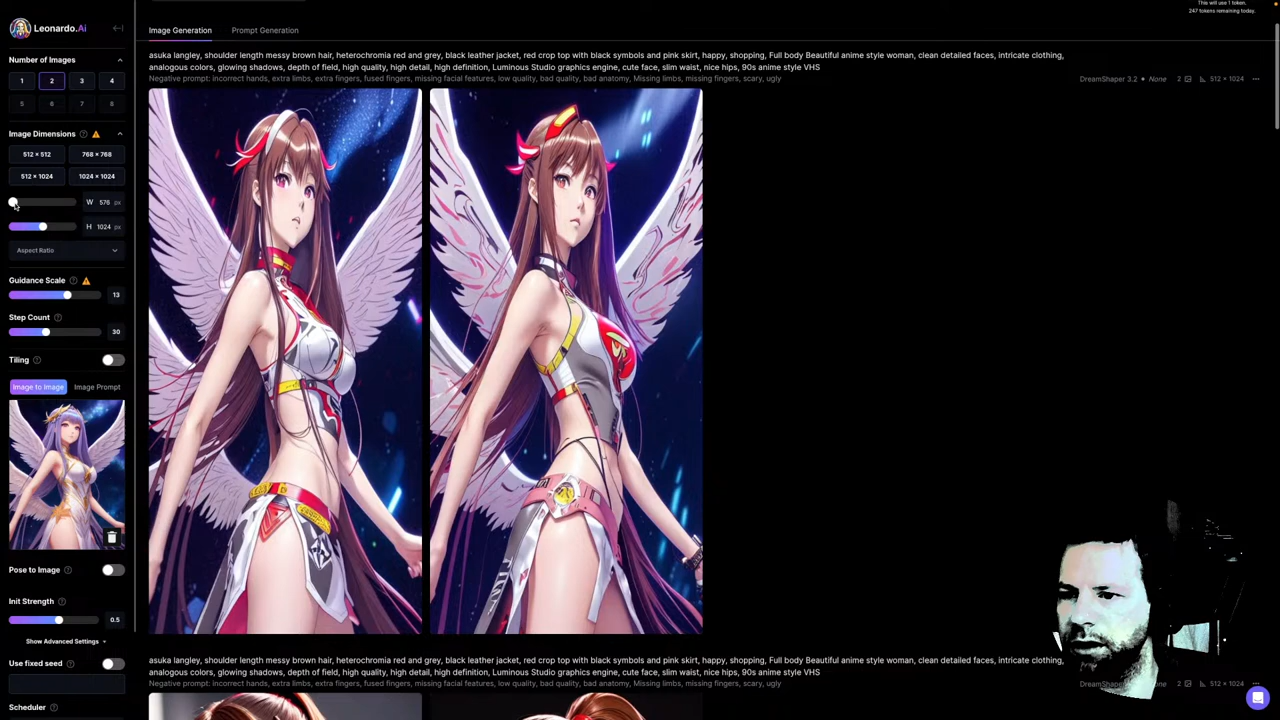 This will use 1 token.
247 tokens remaining today.
Leonardo.Ai
Number of Images
1 2 3 4
5 6 7 8
Image Dimensions
512 × 512 768 × 768
512 × 1024 1024 × 1024
W 576 px
H 1024 px
Aspect Ratio
Guidance Scale
13
Step Count
30
Tiling
Image to Image Image Prompt
Pose to Image
Init Strength
0.5
Show Advanced Settings
Use fixed seed
Scheduler
Image Generation Prompt Generation
asuka langley, shoulder length messy brown hair, heterochromia red and grey, black leather jacket, red crop top with black symbols and pink skirt, happy, shopping, Full body Beautiful anime style woman, clean detailed faces, intricate clothing,
analogous colors, glowing shadows, depth of field, high quality, high detail, high definition, Luminous Studio graphics engine, cute face, slim waist, nice hips, 90s anime style VHS
Negative prompt: incorrect hands, extra limbs, extra fingers, fused fingers, missing facial features, low quality, bad quality, bad anatomy, Missing limbs, missing fingers, scary, ugly
DreamShaper 3.2 • None 2 512 × 1024
asuka langley, shoulder length messy brown hair, heterochromia red and grey, black leather jacket, red crop top with black symbols and pink skirt, happy, shopping, Full body Beautiful anime style woman, clean detailed faces, intricate clothing,
analogous colors, glowing shadows, depth of field, high quality, high detail, high definition, Luminous Studio graphics engine, cute face, slim waist, nice hips, 90s anime style VHS
Negative prompt: incorrect hands, extra limbs, extra fingers, fused fingers, missing facial features, low quality, bad quality, bad anatomy, Missing limbs, missing fingers, scary, ugly
None 2 512 × 1024